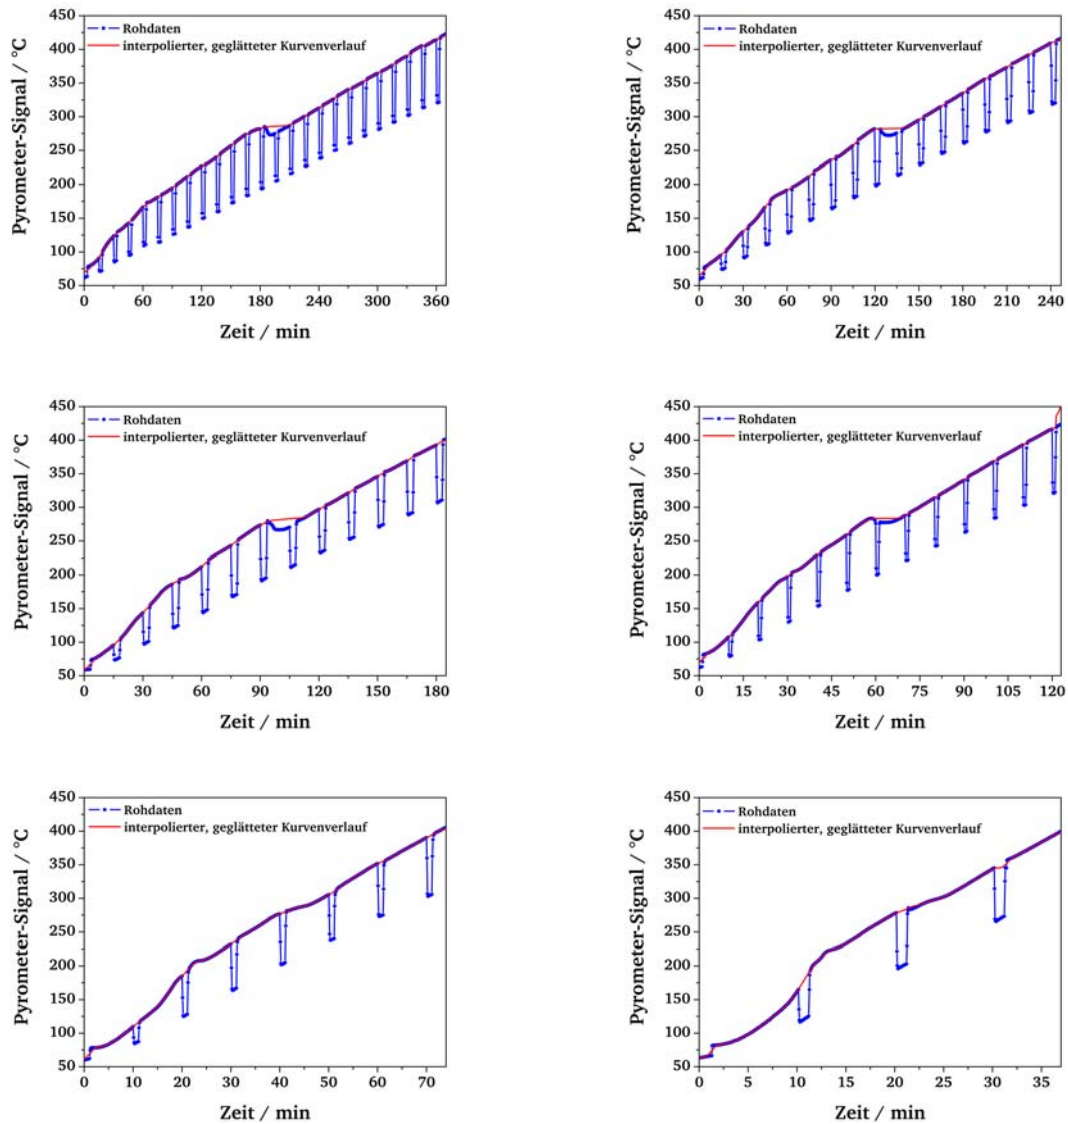 450
400
350
300
250
200
150
100
50
Pyrometer-Signal / °C
Rohdaten
interpolierter, geglätteter Kurvenverlauf
0 60 120 180 240 300 360
Zeit / min
450
400
350
300
250
200
150
100
50
Pyrometer-Signal / °C
Rohdaten
interpolierter, geglätteter Kurvenverlauf
0 30 60 90 120 150 180 210 240
Zeit / min
450
400
350
300
250
200
150
100
50
Pyrometer-Signal / °C
Rohdaten
interpolierter, geglätteter Kurvenverlauf
0 30 60 90 120 150 180
Zeit / min
450
400
350
300
250
200
150
100
50
Pyrometer-Signal / °C
Rohdaten
interpolierter, geglätteter Kurvenverlauf
0 15 30 45 60 75 90 105 120
Zeit / min
450
400
350
300
250
200
150
100
50
Pyrometer-Signal / °C
Rohdaten
interpolierter, geglätteter Kurvenverlauf
0 10 20 30 40 50 60 70
Zeit / min
450
400
350
300
250
200
150
100
50
Pyrometer-Signal / °C
Rohdaten
interpolierter, geglätteter Kurvenverlauf
0 5 10 15 20 25 30 35
Zeit / min